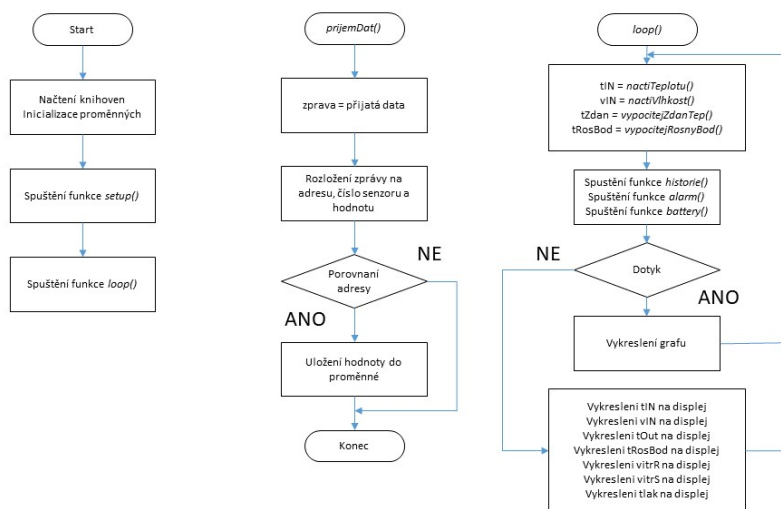 Start
Načtení knihoven
Inicializace proměnných
Spuštění funkce setup()
Spuštění funkce loop()
prijemDat()
zprava = přijatá data
Rozložení zprávy na
adresu, číslo senzoru a
hodnotu
Porovnaní
adresy
NE
ANO
Uložení hodnoty do
proměnné
Konec
loop()
tIN = nactiTeplotu()
vIN = nactiVlhkost()
tZdan = vypocitejZdanTep()
tRosBod = vypocitejRosnyBod()
Spustění funkce historie()
Spuštění funkce alarm()
Spuštění funkce battery()
Dotyk
NE
ANO
Vykreslení grafu
Vykresleni tIN na displej
Vykresleni vIN na displej
Vykresleni tOut na displej
Vykresleni tRosBod na displej
Vykresleni vitrR na displej
Vykresleni vitrS na displej
Vykresleni tlak na displej